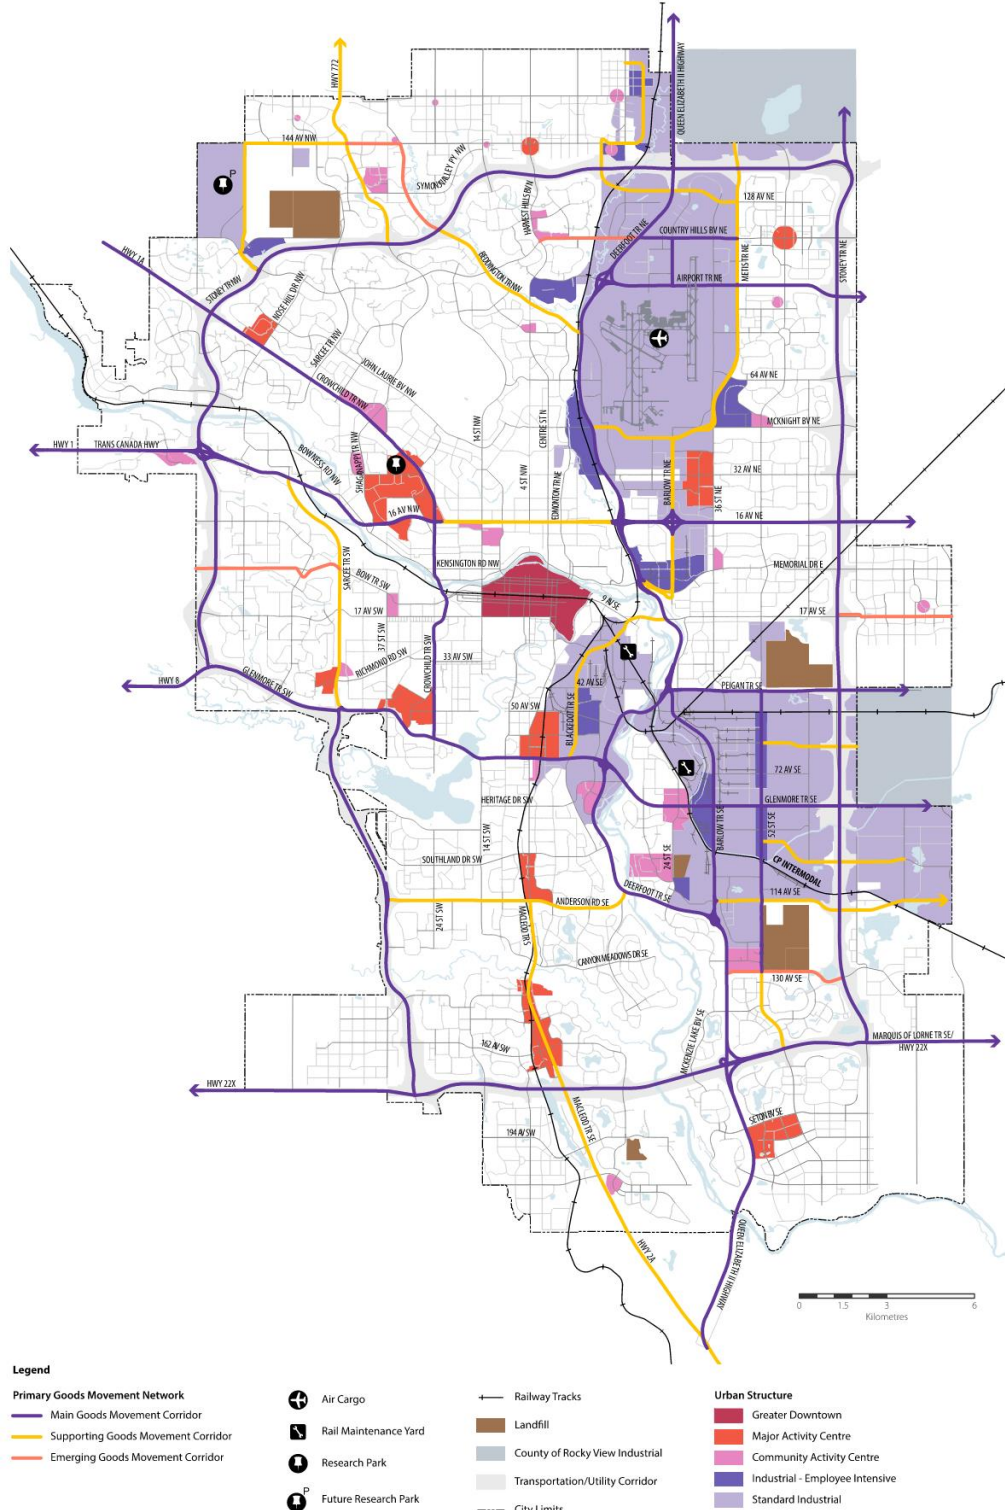 HWY 772
QUEEN ELIZABETH II HIGHWAY
144 AV NW
P
SYMONS VALLEY PY NW
128 AV NE
HARVEST HILLS BV N
COUNTRY HILLS BV NE
DEERFOOT TR NE
METIS TR NE
STONEY TR NE
HWY 1A
BEDDINGTON TR NW
AIRPORT TR NE
STONEY TR NW
NOSE HILL DR NW
SARCEE TR NW
JOHN LAURIE BV NW
CROWCHILD TR NW
64 AV NE
MCKNIGHT BV NE
14 ST NW
CENTRE ST N
HWY 1
TRANS CANADA HWY
BOWNESS RD NW
SHAGANAPPI TR NW
4 ST NW
EDMONTON TR NE
BARLOW TR NE
32 AV NE
36 ST NE
16 AV NW
16 AV NE
KENSINGTON RD NW
MEMORIAL DR E
SARCEE TR SW
BOW TR SW
17 AV SW
9 AV SE
17 AV SE
37 ST SW
RICHMOND RD SW
CROWCHILD TR SW
33 AV SW
HWY 8
GLENMORE TR SW
42 AV SE
PEIGAN TR SE
50 AV SW
BLACKFOOT TR SE
72 AV SE
HERITAGE DR SW
GLENMORE TR SE
14 ST SW
BARLOW TR SE
52 ST SE
24 ST SE
SOUTHLAND DR SW
CP INTERMODAL
DEERFOOT TR SE
114 AV SE
24 ST SW
MACLEOD TR S
ANDERSON RD SE
CANYON MEADOWS DR SE
130 AV SE
MCKENZIE LAKE BV SE
162 AV SW
MARQUIS OF LORNE TR SE/
HWY 22X
HWY 22X
MACLEOD TR SE
SETON BV SE
194 AV SW
HWY 2A
QUEEN ELIZABETH II HIGHWAY
0 1.5 3 6
Kilometres
Legend
Primary Goods Movement Network
Main Goods Movement Corridor
Supporting Goods Movement Corridor
Emerging Goods Movement Corridor
Air Cargo
Rail Maintenance Yard
Research Park
P
Future Research Park
Railway Tracks
Landfill
County of Rocky View Industrial
Transportation/Utility Corridor
City Limits
Urban Structure
Greater Downtown
Major Activity Centre
Community Activity Centre
Industrial - Employee Intensive
Standard Industrial